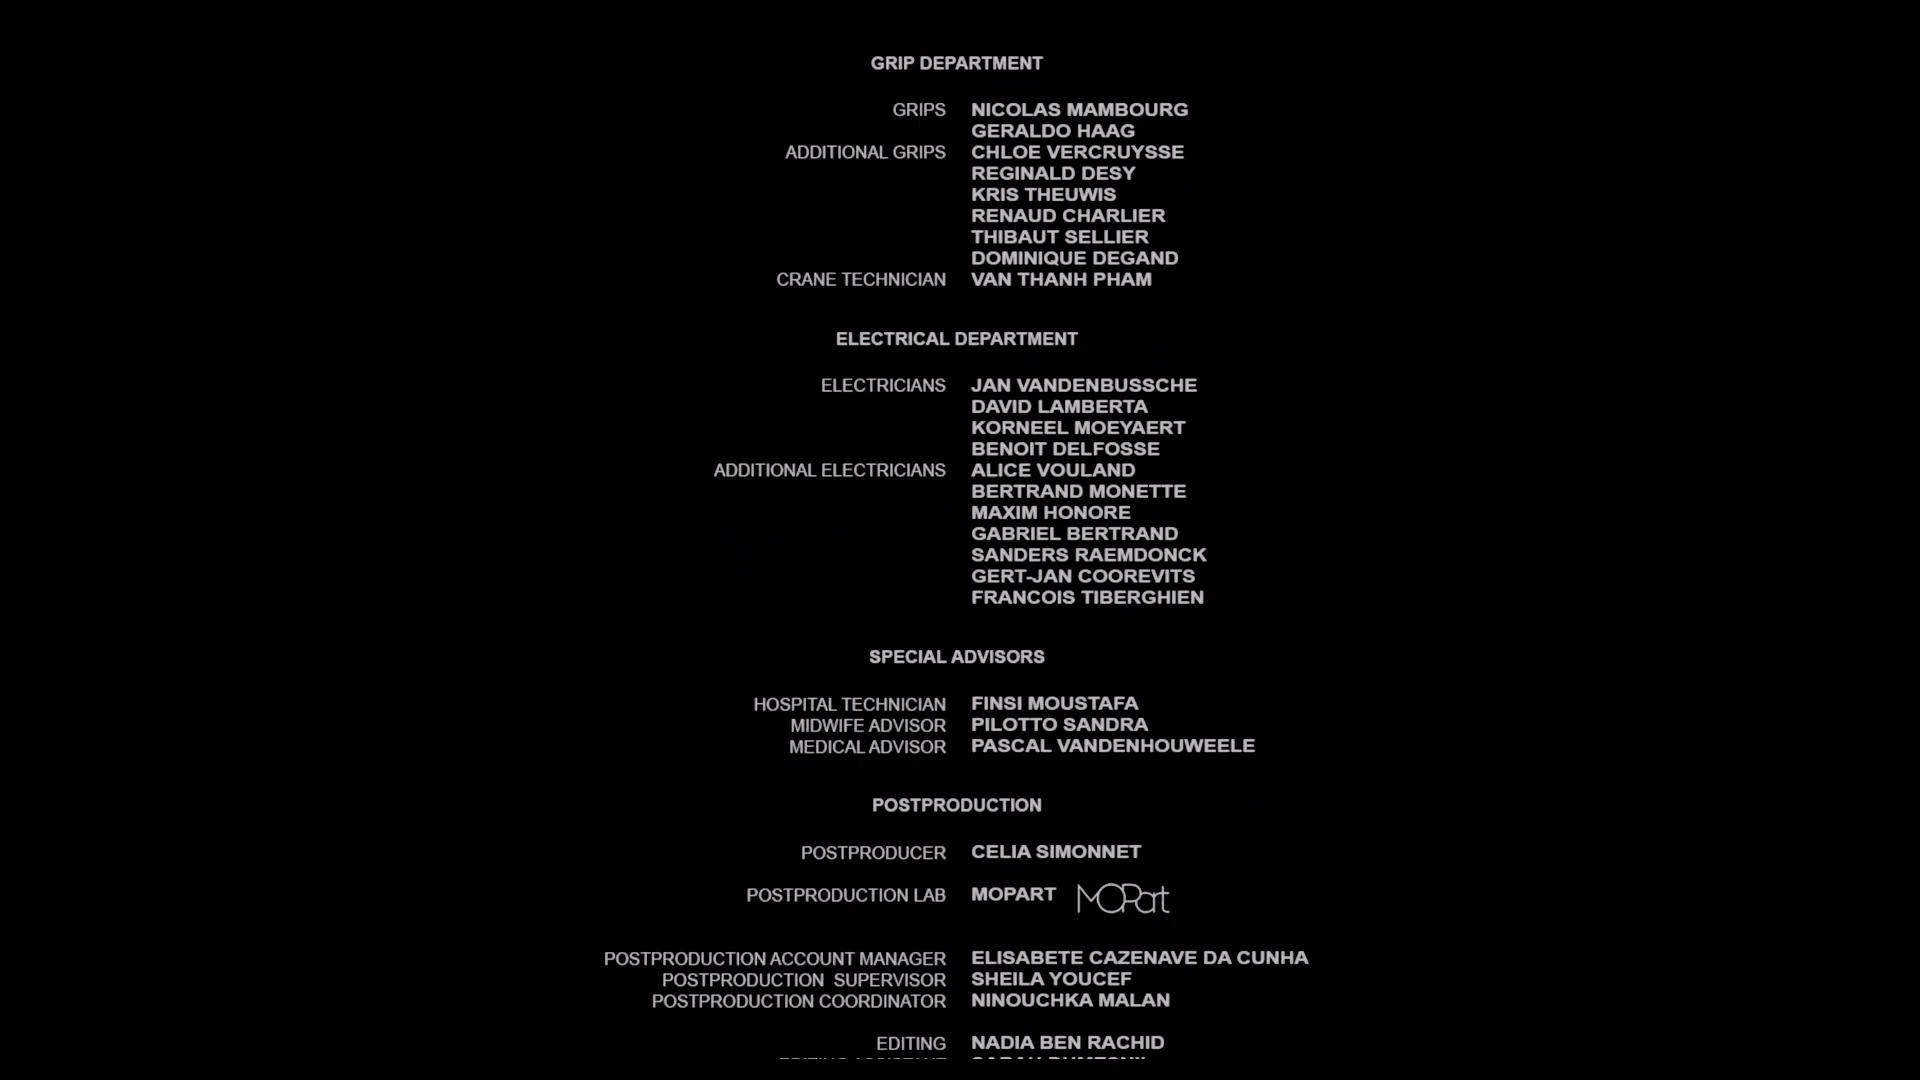 GRIP DEPARTMENT
GRIPS NICOLAS MAMBOURG
GERALDO HAAG
ADDITIONAL GRIPS CHLOE VERCRUYSSE
REGINALD DESY
KRIS THEUWIS
RENAUD CHARLIER
THIBAUT SELLIER
DOMINIQUE DEGAND
CRANE TECHNICIAN VAN THANH PHAM
ELECTRICAL DEPARTMENT
ELECTRICIANS JAN VANDENBUSSCHE
DAVID LAMBERTA
KORNEEL MOEYAERT
BENOIT DELFOSSE
ADDITIONAL ELECTRICIANS ALICE VOULAND
BERTRAND MONETTE
MAXIM HONORE
GABRIEL BERTRAND
SANDERS RAEMDONCK
GERT-JAN COOREVITS
FRANCOIS TIBERGHIEN
SPECIAL ADVISORS
HOSPITAL TECHNICIAN FINSI MOUSTAFA
MIDWIFE ADVISOR PILOTTO SANDRA
MEDICAL ADVISOR PASCAL VANDENHOUWEELE
POSTPRODUCTION
POSTPRODUCER CELIA SIMONNET
POSTPRODUCTION LAB MOPART MOPart
POSTPRODUCTION ACCOUNT MANAGER ELISABETE CAZENAVE DA CUNHA
POSTPRODUCTION SUPERVISOR SHEILA YOUCEF
POSTPRODUCTION COORDINATOR NINOUCHKA MALAN
EDITING NADIA BEN RACHID